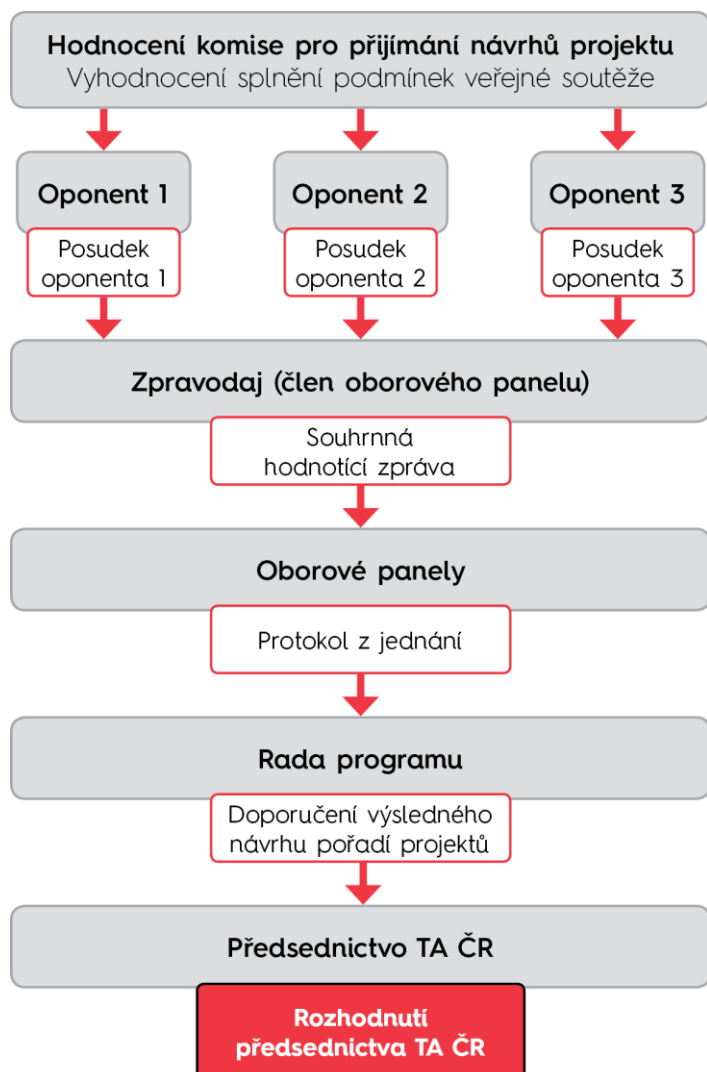 Hodnocení komise pro přijímání návrhů projektu
Vyhodnocení splnění podmínek veřejné soutěže
Oponent 1
Oponent 2
Oponent 3
Posudek
oponenta 1
Posudek
oponenta 2
Posudek
oponenta 3
Zpravodaj (člen oborového panelu)
Souhrnná
hodnotící zpráva
Oborové panely
Protokol z jednání
Rada programu
Doporučení výsledného
návrhu pořadí projektů
Předsednictvo TA ČR
Rozhodnutí
předsednictva TA ČR